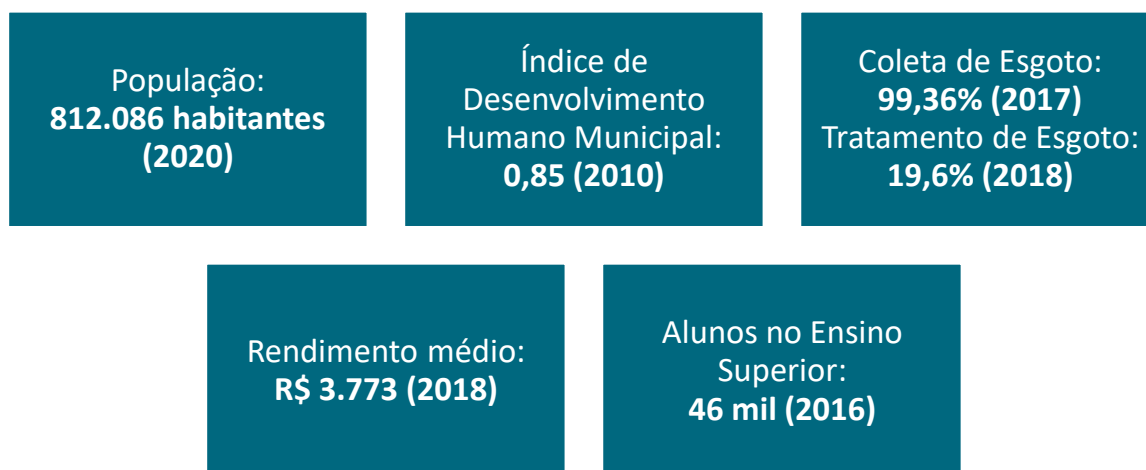 População:
812.086 habitantes
(2020)
Índice de
Desenvolvimento
Humano Municipal:
0,85 (2010)
Coleta de Esgoto:
99,36% (2017)
Tratamento de Esgoto:
19,6% (2018)
Rendimento médio:
R$ 3.773 (2018)
Alunos no Ensino
Superior:
46 mil (2016)